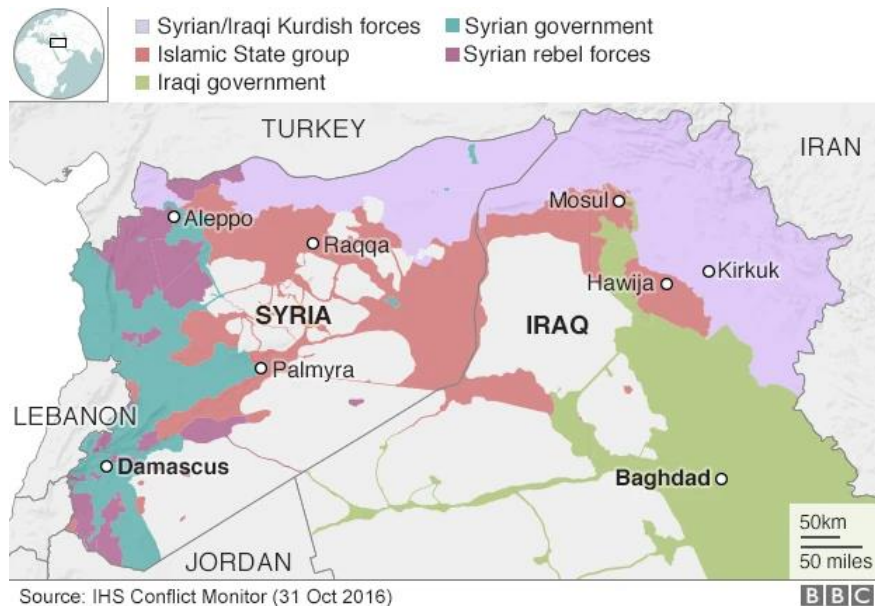 Syrian/Iraqi Kurdish forces
Syrian government
Islamic State group
Syrian rebel forces
Iraqi government
TURKEY
IRAN
Mosul
Aleppo
Raqqa
Kirkuk
Hawija
SYRIA
IRAQ
Palmyra
LEBANON
Damascus
Baghdad
50km
50 miles
JORDAN
Source: IHS Conflict Monitor (31 Oct 2016)
BBC